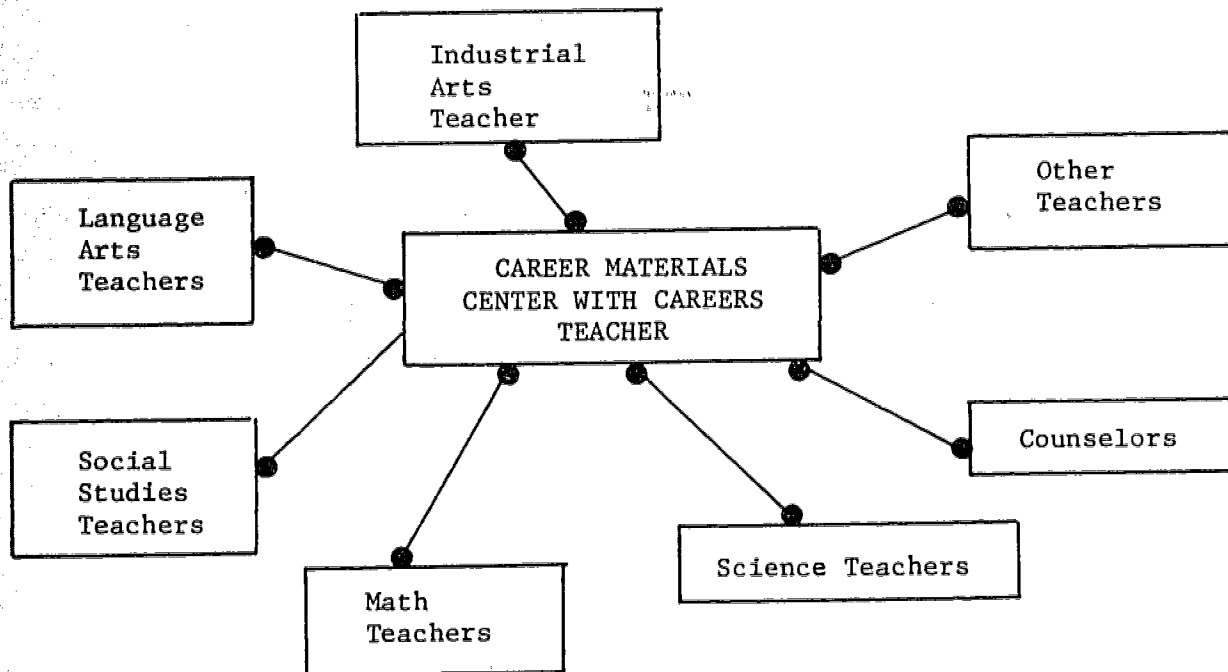 Industrial
Arts
Teacher
Other
Teachers
Language
Arts
Teachers
CAREER MATERIALS
CENTER WITH CAREERS
TEACHER
Social
Studies
Teachers
Counselors
Science Teachers
Math
Teachers